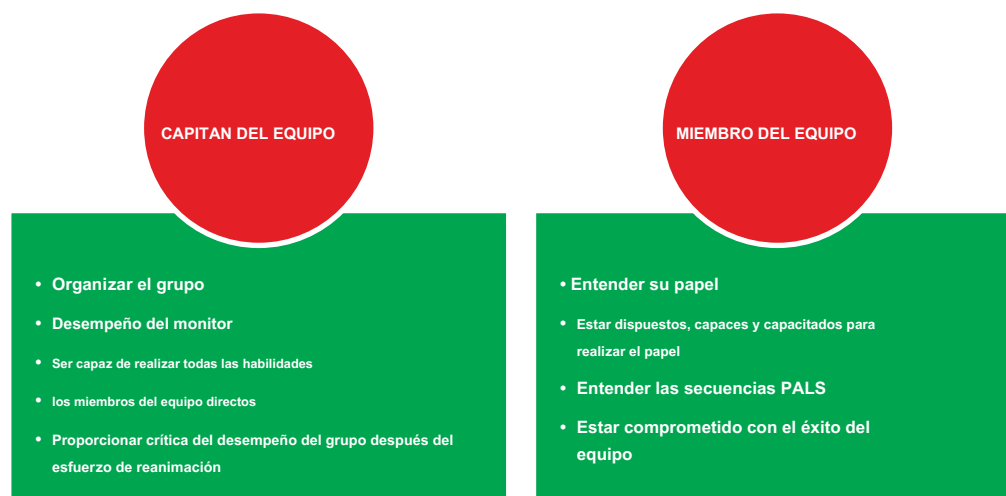 CAPITAN DEL EQUIPO
• Organizar el grupo
• Desempeño del monitor
• Ser capaz de realizar todas las habilidades
• los miembros del equipo directos
• Proporcionar crítica del desempeño del grupo después del
esfuerzo de reanimación
MIEMBRO DEL EQUIPO
• Entender su papel
• Estar dispuestos, capaces y capacitados para
realizar el papel
• Entender las secuencias PALS
• Estar comprometido con el éxito del
equipo